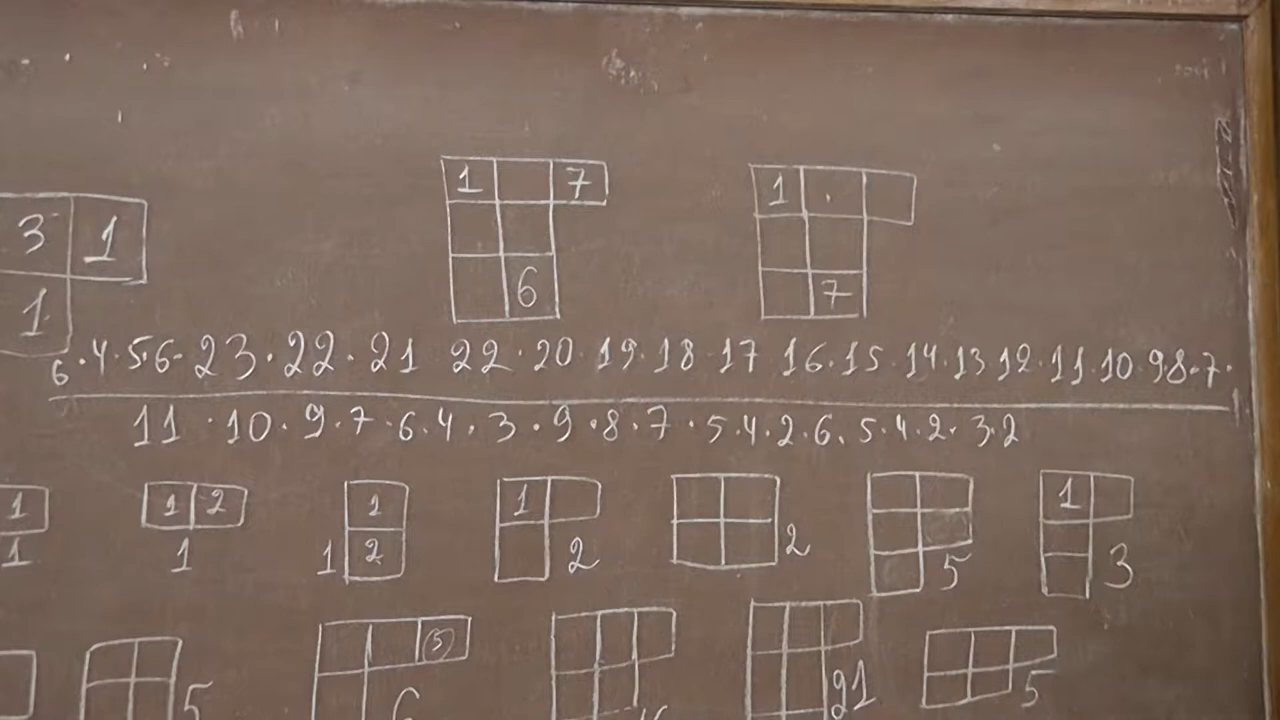 1 7
1
3 1
6
7
1
6 · 4 · 5 · 6 · 23 · 22 · 21 22 · 20 · 19 · 18 · 17 16 · 15 · 14 · 13 · 12 · 11 · 10 · 9 · 8 · 7 ·
11 · 10 · 9 · 7 · 6 · 4 · 3 · 9 · 8 · 7 · 5 · 4 · 2 · 6 · 5 · 4 · 2 · 3 · 2
1 1 2 1 1 1
1 1 1 2 2 2 5 3
3
5 21 5